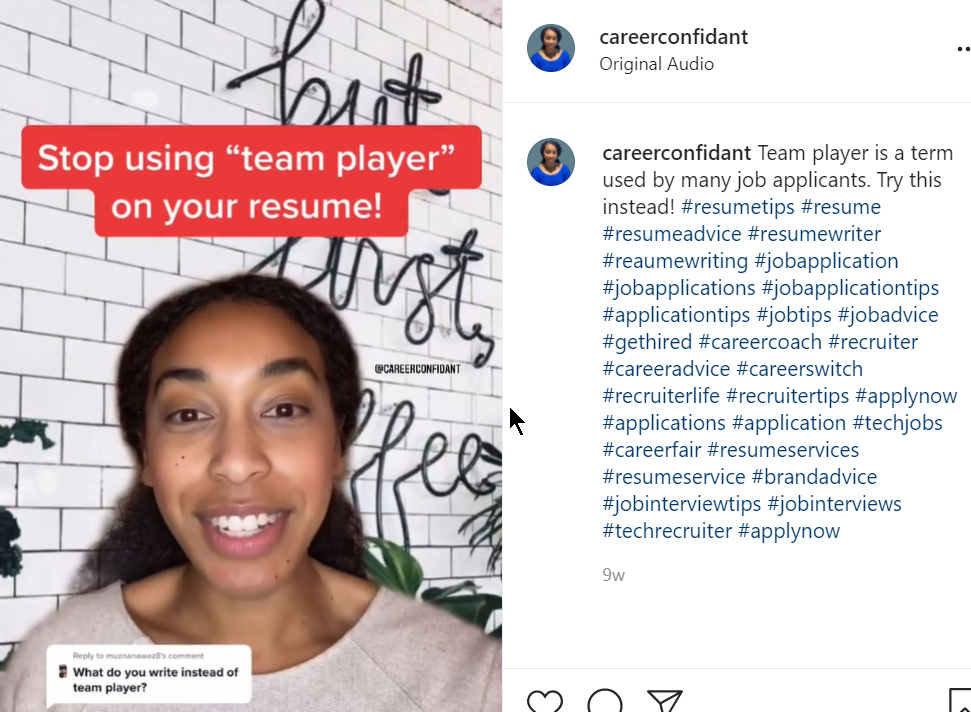 but
first,
coffee
Stop using “team player”
on your resume!
@CAREERCONFIDANT
Reply to muznanawaz8's comment
What do you write instead of
team player?
careerconfidant
Original Audio
careerconfidant Team player is a term
used by many job applicants. Try this
instead! #resumetips #resume
#resumeadvice #resumewriter
#reaumewriting #jobapplication
#jobapplications #jobapplicationtips
#applicationtips #jobtips #jobadvice
#gethired #careercoach #recruiter
#careeradvice #careerswitch
#recruiterlife #recruitertips #applynow
#applications #application #techjobs
#careerfair #resumeservices
#resumeservice #brandadvice
#jobinterviewtips #jobinterviews
#techrecruiter #applynow
9w